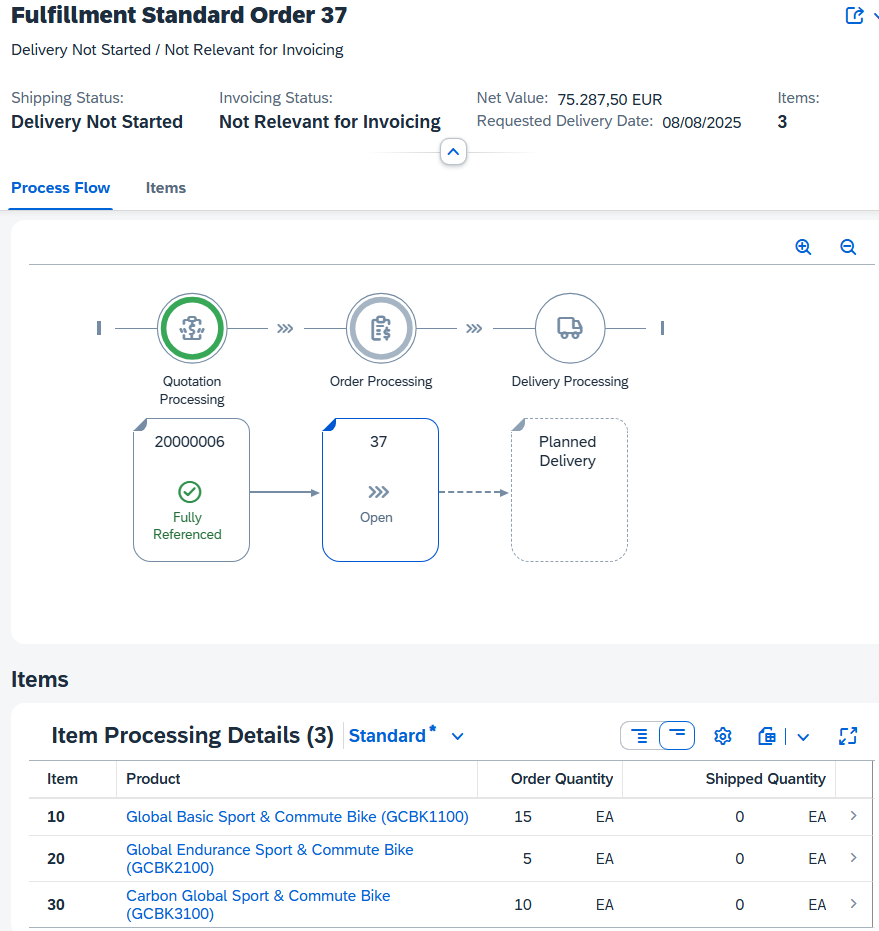 Fulfillment Standard Order 37
Delivery Not Started / Not Relevant for Invoicing
Shipping Status:
Delivery Not Started
Invoicing Status:
Not Relevant for Invoicing
Net Value: 75.287,50 EUR
Requested Delivery Date: 08/08/2025
Items:
3
Process Flow
Items
Quotation
Processing
Order Processing
Delivery Processing
20000006
Fully
Referenced
37
Open
Planned
Delivery
Items
Item Processing Details (3)
Standard*
Item Product Order Quantity Shipped Quantity
10 Global Basic Sport & Commute Bike (GCBK1100) 15 EA 0 EA
20 Global Endurance Sport & Commute Bike
(GCBK2100) 5 EA 0 EA
30 Carbon Global Sport & Commute Bike
(GCBK3100) 10 EA 0 EA